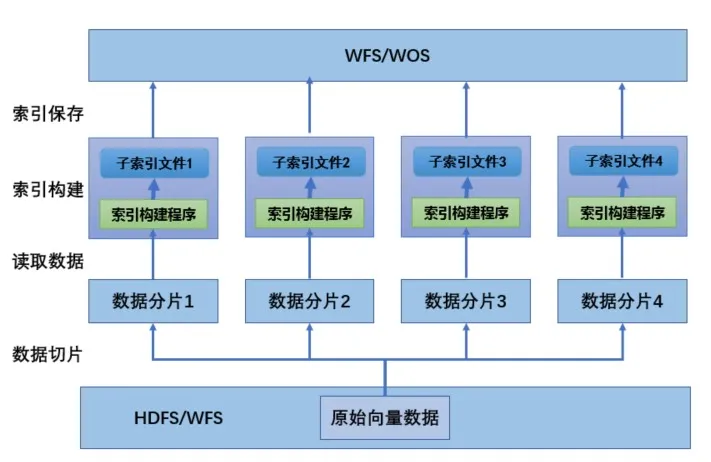 WFS/WOS
索引保存
子索引文件1
子索引文件2
子索引文件3
子索引文件4
索引构建
索引构建程序
索引构建程序
索引构建程序
索引构建程序
读取数据
数据分片1
数据分片2
数据分片3
数据分片4
数据切片
HDFS/WFS
原始向量数据